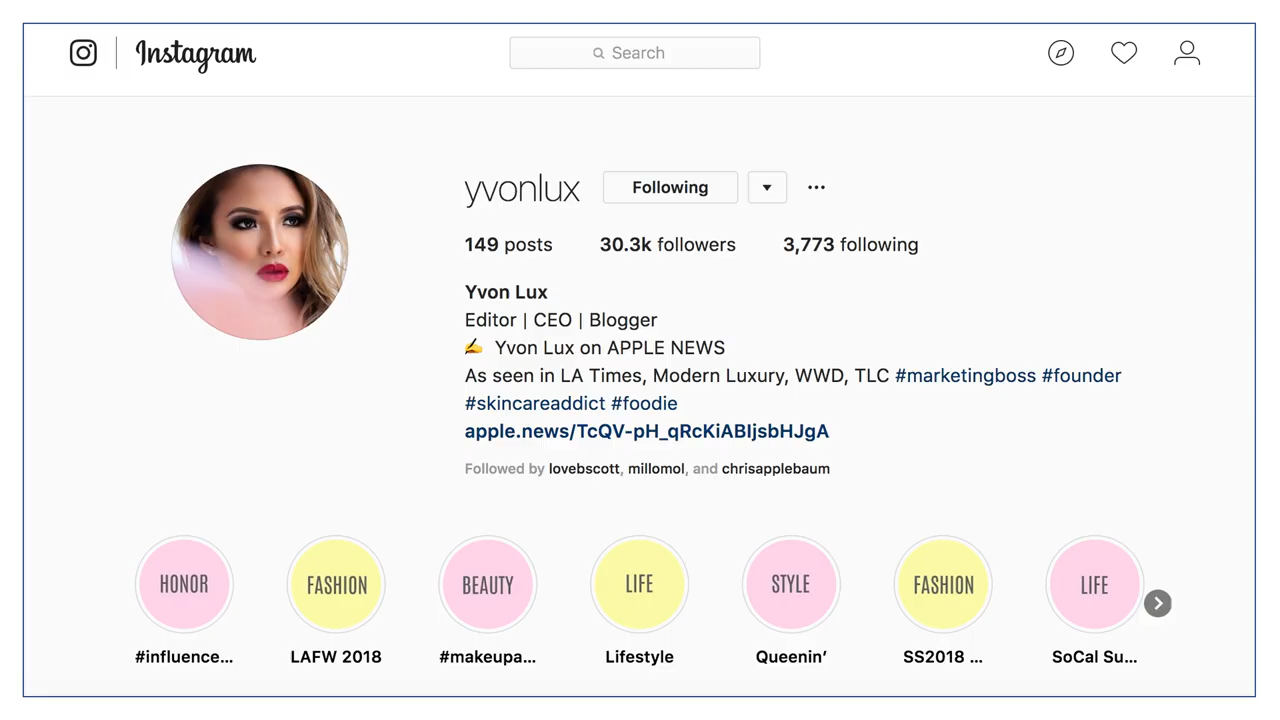 Instagram
Search
yvonlux
Following
149 posts
30.3k followers
3,773 following
Yvon Lux
Editor | CEO | Blogger
✍ Yvon Lux on APPLE NEWS
As seen in LA Times, Modern Luxury, WWD, TLC #marketingboss #founder
#skincareaddict #foodie
apple.news/TcQV-pH_qRcKiABIjsbHJgA
Followed by lovebscott, millomol, and chrisapplebaum
HONOR
FASHION
BEAUTY
LIFE
STYLE
FASHION
LIFE
#influence...
LAFW 2018
#makeupa...
Lifestyle
Queenin’
SS2018 ...
SoCal Su...